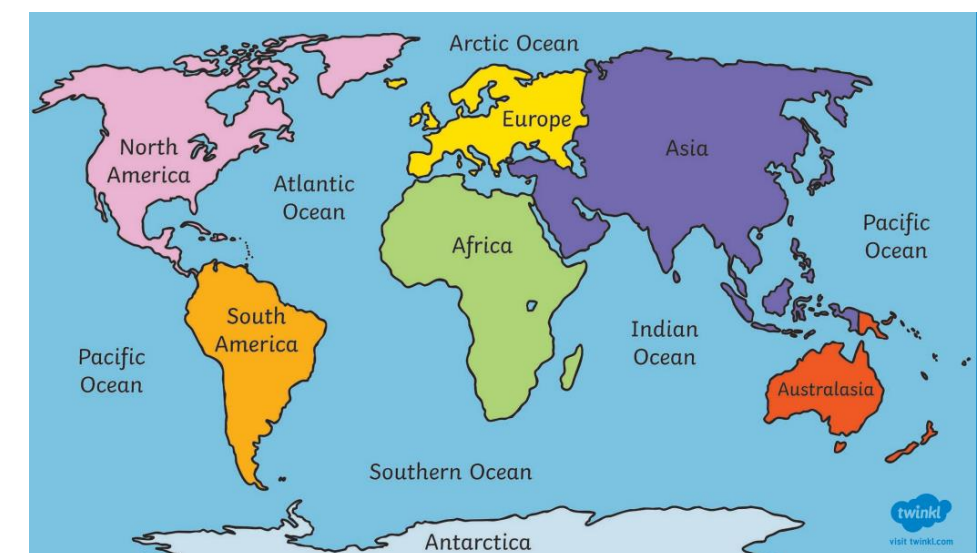 Arctic Ocean
Europe
North
America
Asia
Atlantic
Ocean
Pacific
Ocean
Africa
South
America
Indian
Ocean
Pacific
Ocean
Australasia
Southern Ocean
twinkl
visit twinkl.com
Antarctica